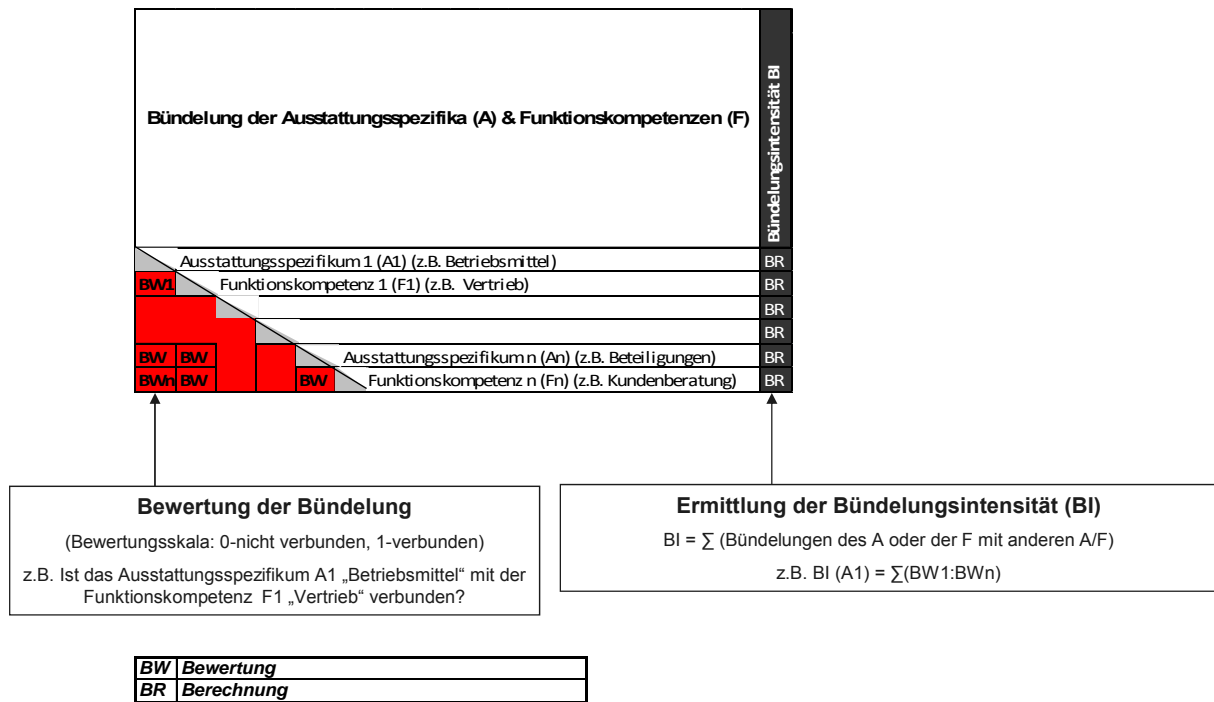 Bündelung der Ausstattungsspezifika (A) & Funktionskompetenzen (F)
Bündelungsintensität BI
Ausstattungsspezifikum 1 (A1) (z.B. Betriebsmittel)
BR
BW1
Funktionskompetenz 1 (F1) (z.B. Vertrieb)
BR
BR
BR
BW BW
Ausstattungsspezifikum n (An) (z.B. Beteiligungen)
BR
BWn BW BW
Funktionskompetenz n (Fn) (z.B. Kundenberatung)
BR
Bewertung der Bündelung
(Bewertungsskala: 0-nicht verbunden, 1-verbunden)
z.B. Ist das Ausstattungsspezifikum A1 „Betriebsmittel“ mit der
Funktionskompetenz F1 „Vertrieb“ verbunden?
Ermittlung der Bündelungsintensität (BI)
BI = ∑ (Bündelungen des A oder der F mit anderen A/F)
z.B. BI (A1) = ∑(BW1:BWn)
BW Bewertung
BR Berechnung